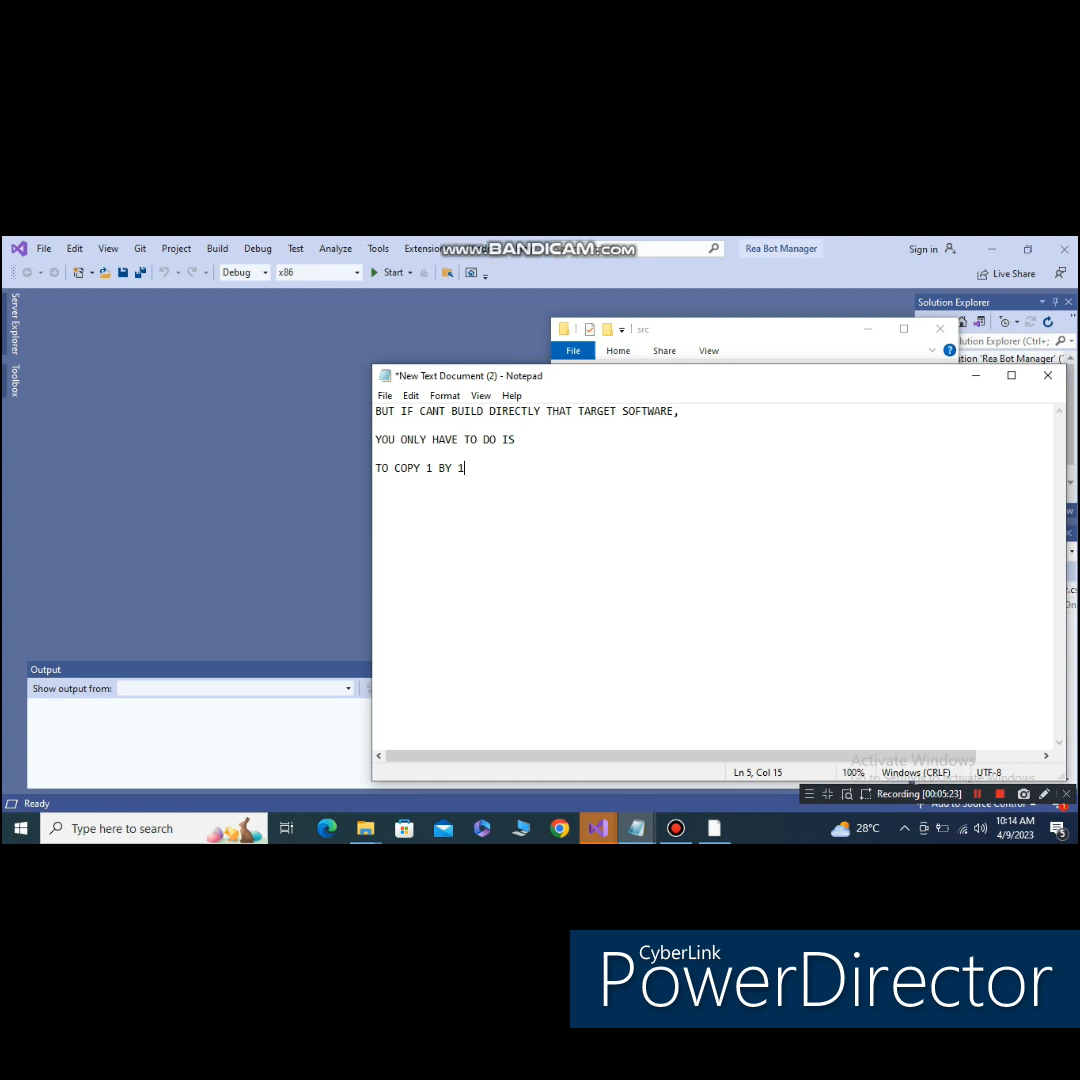 File Edit View Git Project Build Debug Test Analyze Tools Extension
www.BANDICAM.com
Rea Bot Manager
Sign in
Debug x86 Start
Live Share
Server Explorer
Toolbox
Solution Explorer
src
File Home Share View
*New Text Document (2) - Notepad
File Edit Format View Help
BUT IF CANT BUILD DIRECTLY THAT TARGET SOFTWARE,
YOU ONLY HAVE TO DO IS
TO COPY 1 BY 1
Output
Show output from:
Activate Windows
Ln 5, Col 15 100% Windows (CRLF) UTF-8
Recording [00:05:23]
Ready
Type here to search
28°C
10:14 AM
4/9/2023
5
CyberLink
PowerDirector